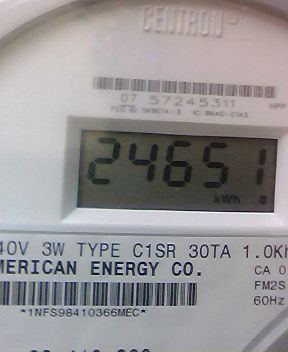 CENTRON
07 57245311
24651
kWh
40V 3W TYPE C1SR 30TA 1.0Kh
MERICAN ENERGY CO.
CA 0
FM2S
60Hz
*1NFS98410366MEC*